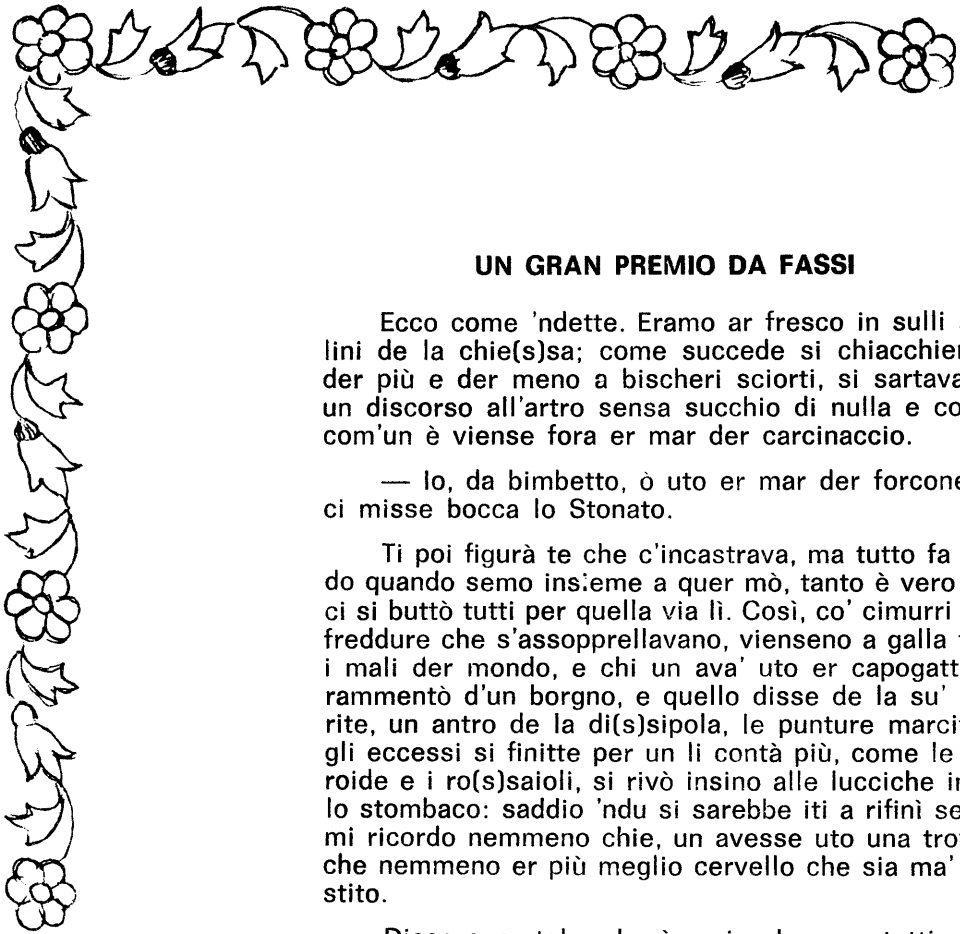 UN GRAN PREMIO DA FASSI
Ecco come 'ndette. Eramo ar fresco in sulli
lini de la chie(s)sa; come succede si chiacchier
der più e der meno a bischeri sciorti, si sartava
un discorso all'artro sensa succhio di nulla e co
com'un è viense fora er mar der carcinaccio.
— Io, da bimbetto, ò uto er mar der forcone
ci misse bocca lo Stonato.
Ti poi figurà te che c'incastrava, ma tutto fa
do quando semo insieme a quer mò, tanto è vero
ci si buttò tutti per quella via lì. Così, co' cimurri
freddure che s'assopprellavano, vienseno a galla
i mali der mondo, e chi un ava' uto er capogatt
rammentò d'un borgno, e quello disse de la su'
rite, un antro de la di(s)sipola, le punture marci
gli eccessi si finitte per un li contà più, come le
roide e i ro(s)saioli, si rivò insino alle lucciche i
lo stombaco: saddio 'ndu si sarebbe iti a rifinì se
mi ricordo nemmeno chie, un avesse uto una tro
che nemmeno er più meglio cervello che sia ma'
stito.